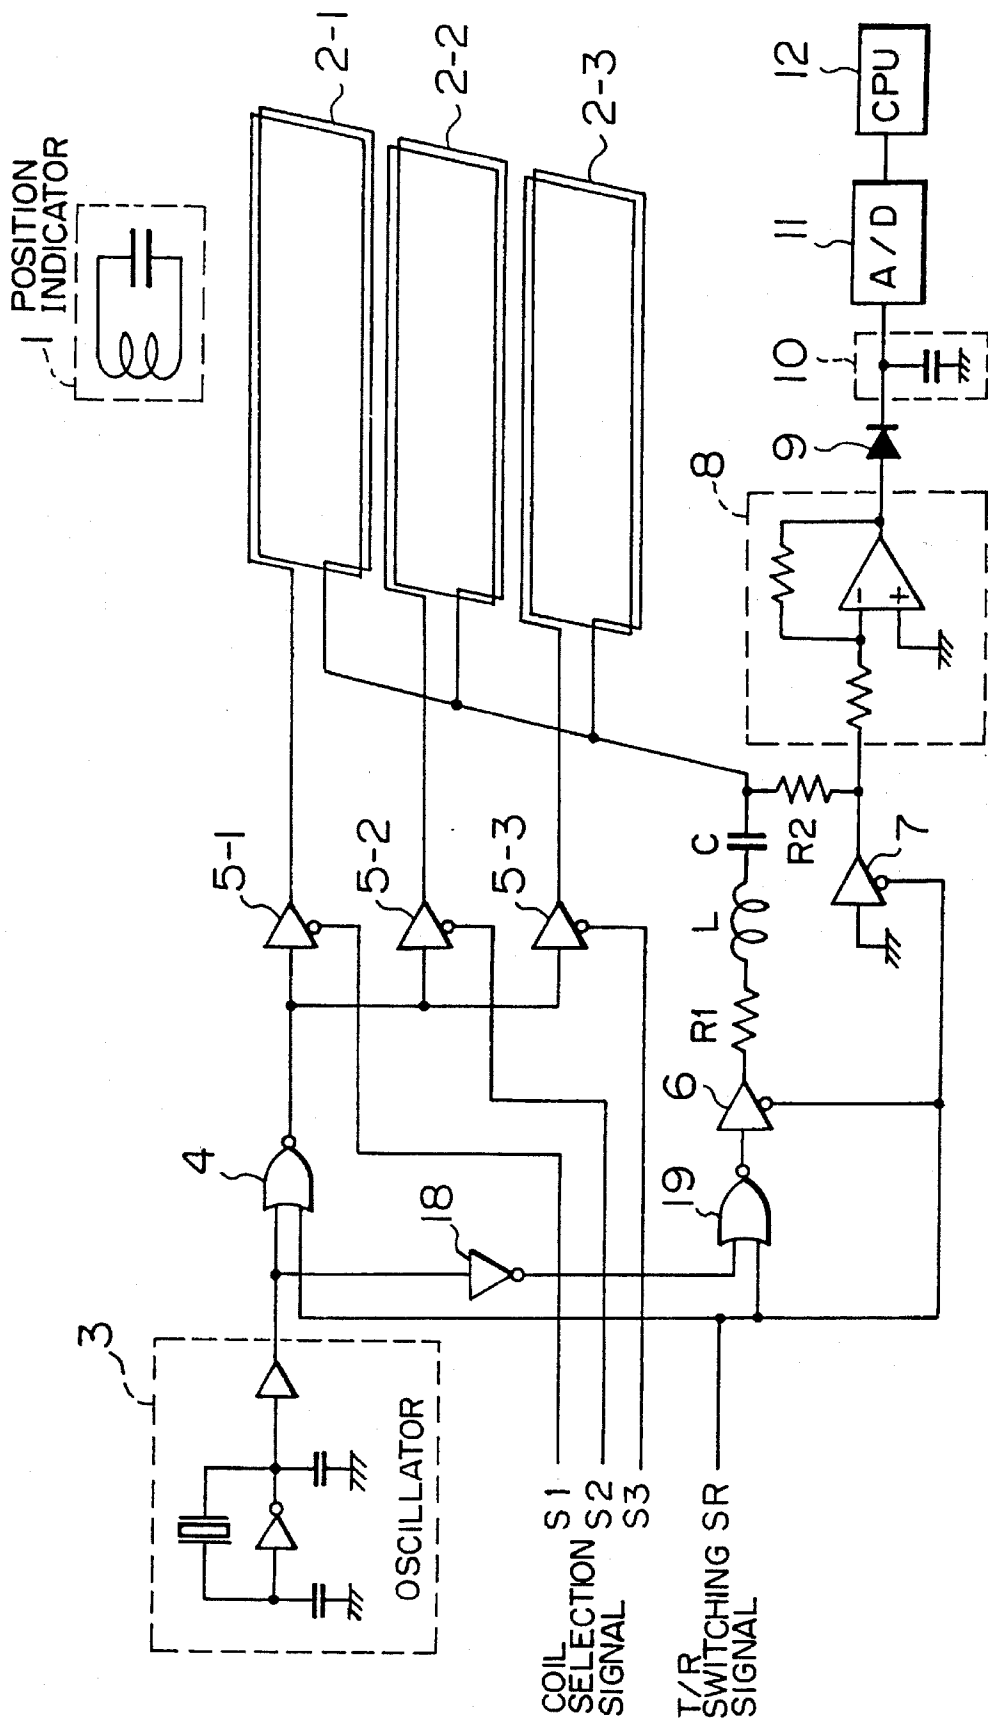 1
POSITION
INDICATOR
2-1
2-2
2-3
3
OSCILLATOR
4
5-1
5-2
5-3
18
19
6
R1
L
C
R2
7
8
-
+
9
10
11
A/D
12
CPU
COIL
SELECTION
SIGNAL
S1
S2
S3
T/R
SWITCHING SR
SIGNAL